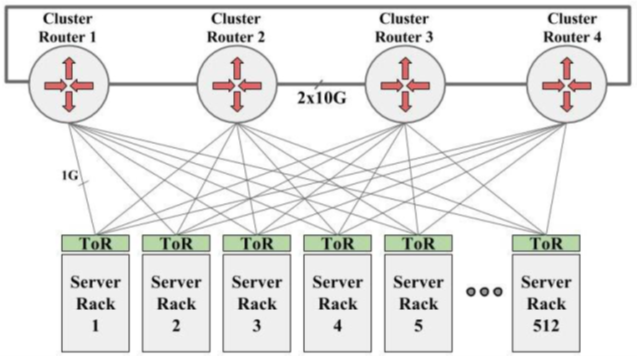 Cluster
Router 1
Cluster
Router 2
Cluster
Router 3
Cluster
Router 4
2x10G
1G
ToR
ToR
ToR
ToR
ToR
ToR
Server
Rack
1
Server
Rack
2
Server
Rack
3
Server
Rack
4
Server
Rack
5
Server
Rack
512